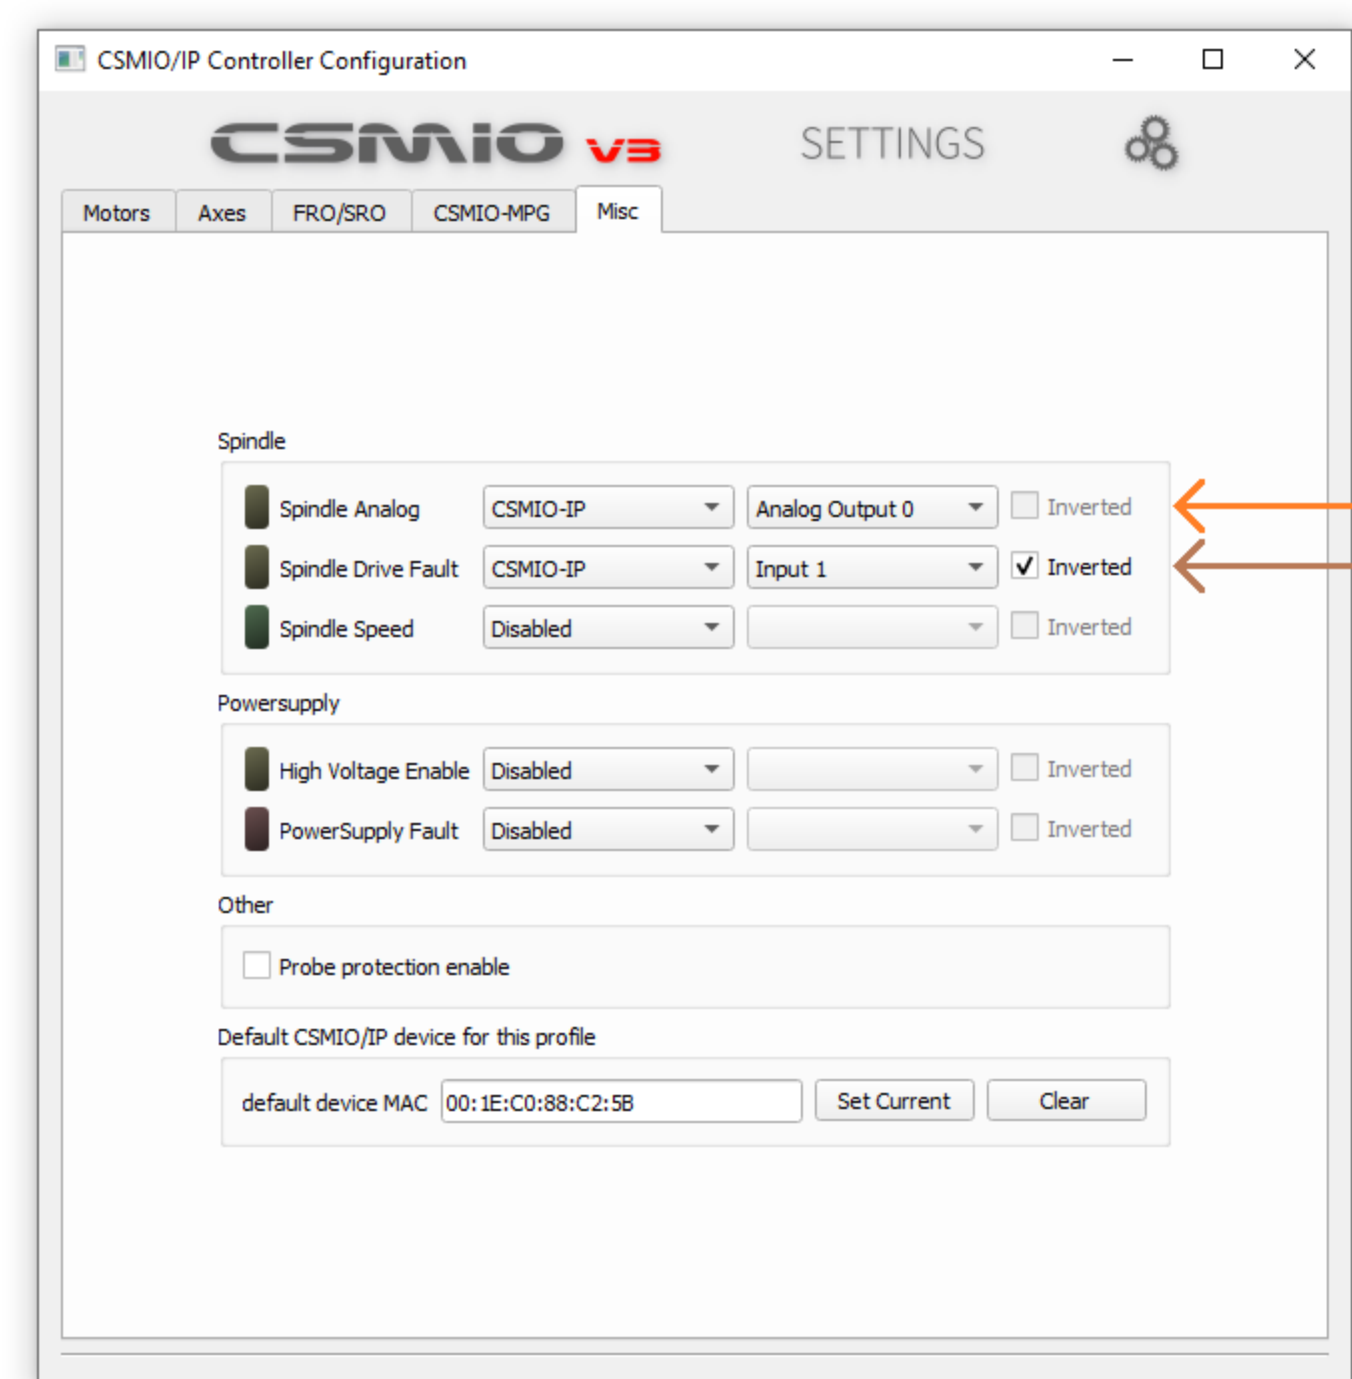 CSMIO/IP Controller Configuration
CSMIO V3 SETTINGS
Motors Axes FRO/SRO CSMIO-MPG Misc
Spindle
Spindle Analog CSMIO-IP Analog Output 0 Inverted
Spindle Drive Fault CSMIO-IP Input 1 Inverted
Spindle Speed Disabled Inverted
Powersupply
High Voltage Enable Disabled Inverted
PowerSupply Fault Disabled Inverted
Other
Probe protection enable
Default CSMIO/IP device for this profile
default device MAC 00:1E:C0:88:C2:5B Set Current Clear